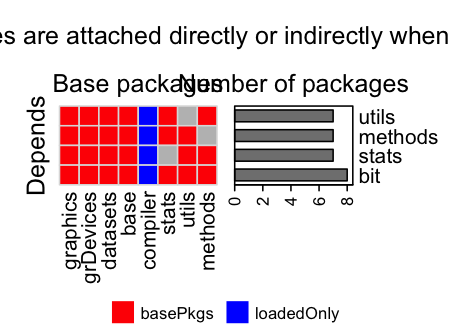 es are attached directly or indirectly when
Base packages
Number of packages
Depends
utils
methods
stats
bit
graphics
grDevices
datasets
base
compiler
stats
utils
methods
0
2
4
6
8
basePkgs
loadedOnly